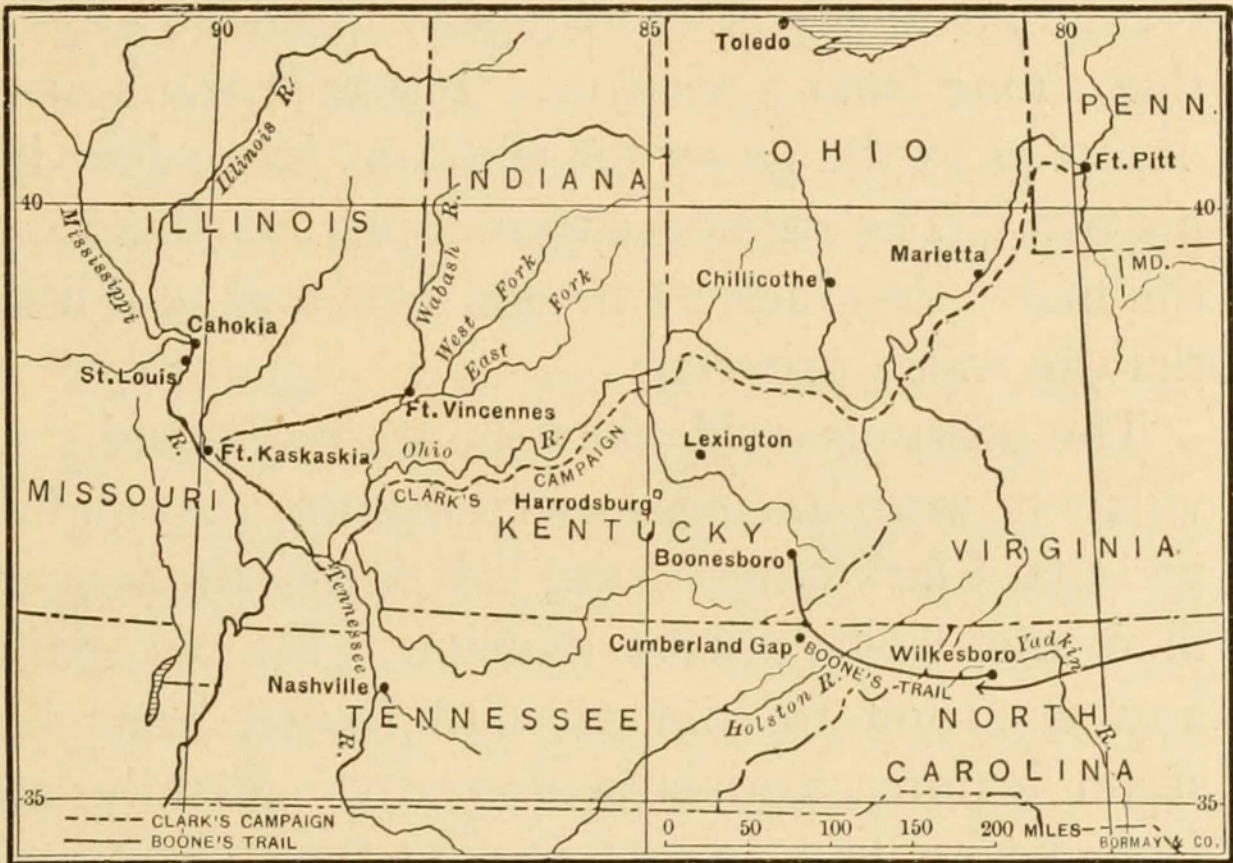 90
85
80
Toledo
PENN.
OHIO
Ft. Pitt
Illinois R.
INDIANA
40
40
ILLINOIS
Mississippi
R.
Wabash
R.
West Fork
East Fork
Marietta
MD.
Chillicothe
Cahokia
St. Louis
Ft. Vincennes
Ft. Kaskaskia
Ohio
R.
Lexington
CLARK'S CAMPAIGN
MISSOURI
Harrodsburg
KENTUCKY
Boonesboro
VIRGINIA
Tennessee
R.
Cumberland Gap
BOONE'S TRAIL
Wilkesboro
Yadkin
R.
Nashville
TENNESSEE
Holston R.
NORTH
CAROLINA
35
35
CLARK'S CAMPAIGN
BOONE'S TRAIL
0 50 100 150 200 MILES
BORMAY & CO.